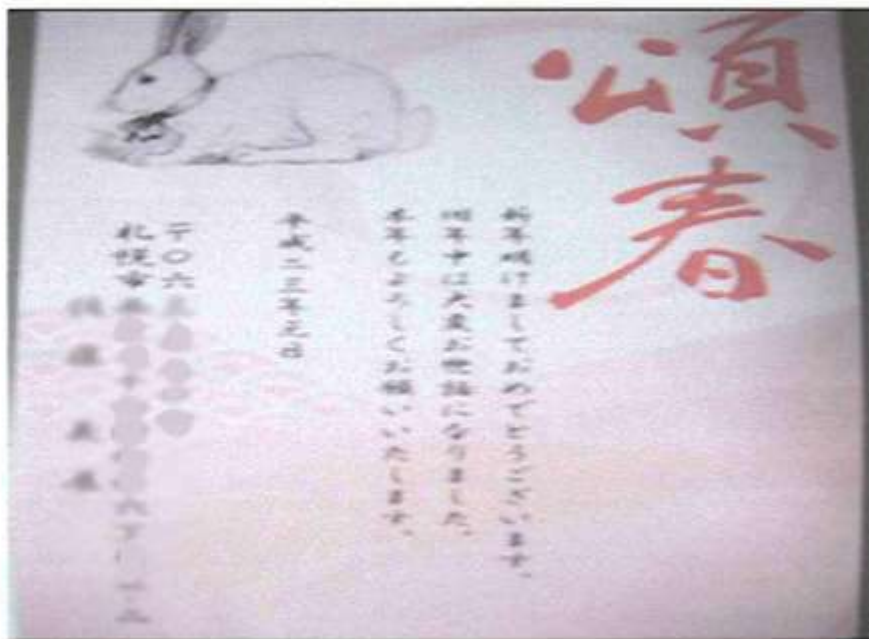 頌春
新年明けましておめでとうございます。
旧年中は大変お世話になりました。
本年もよろしくお願いいたします。
平成二三年元旦
〒〇六
札幌市